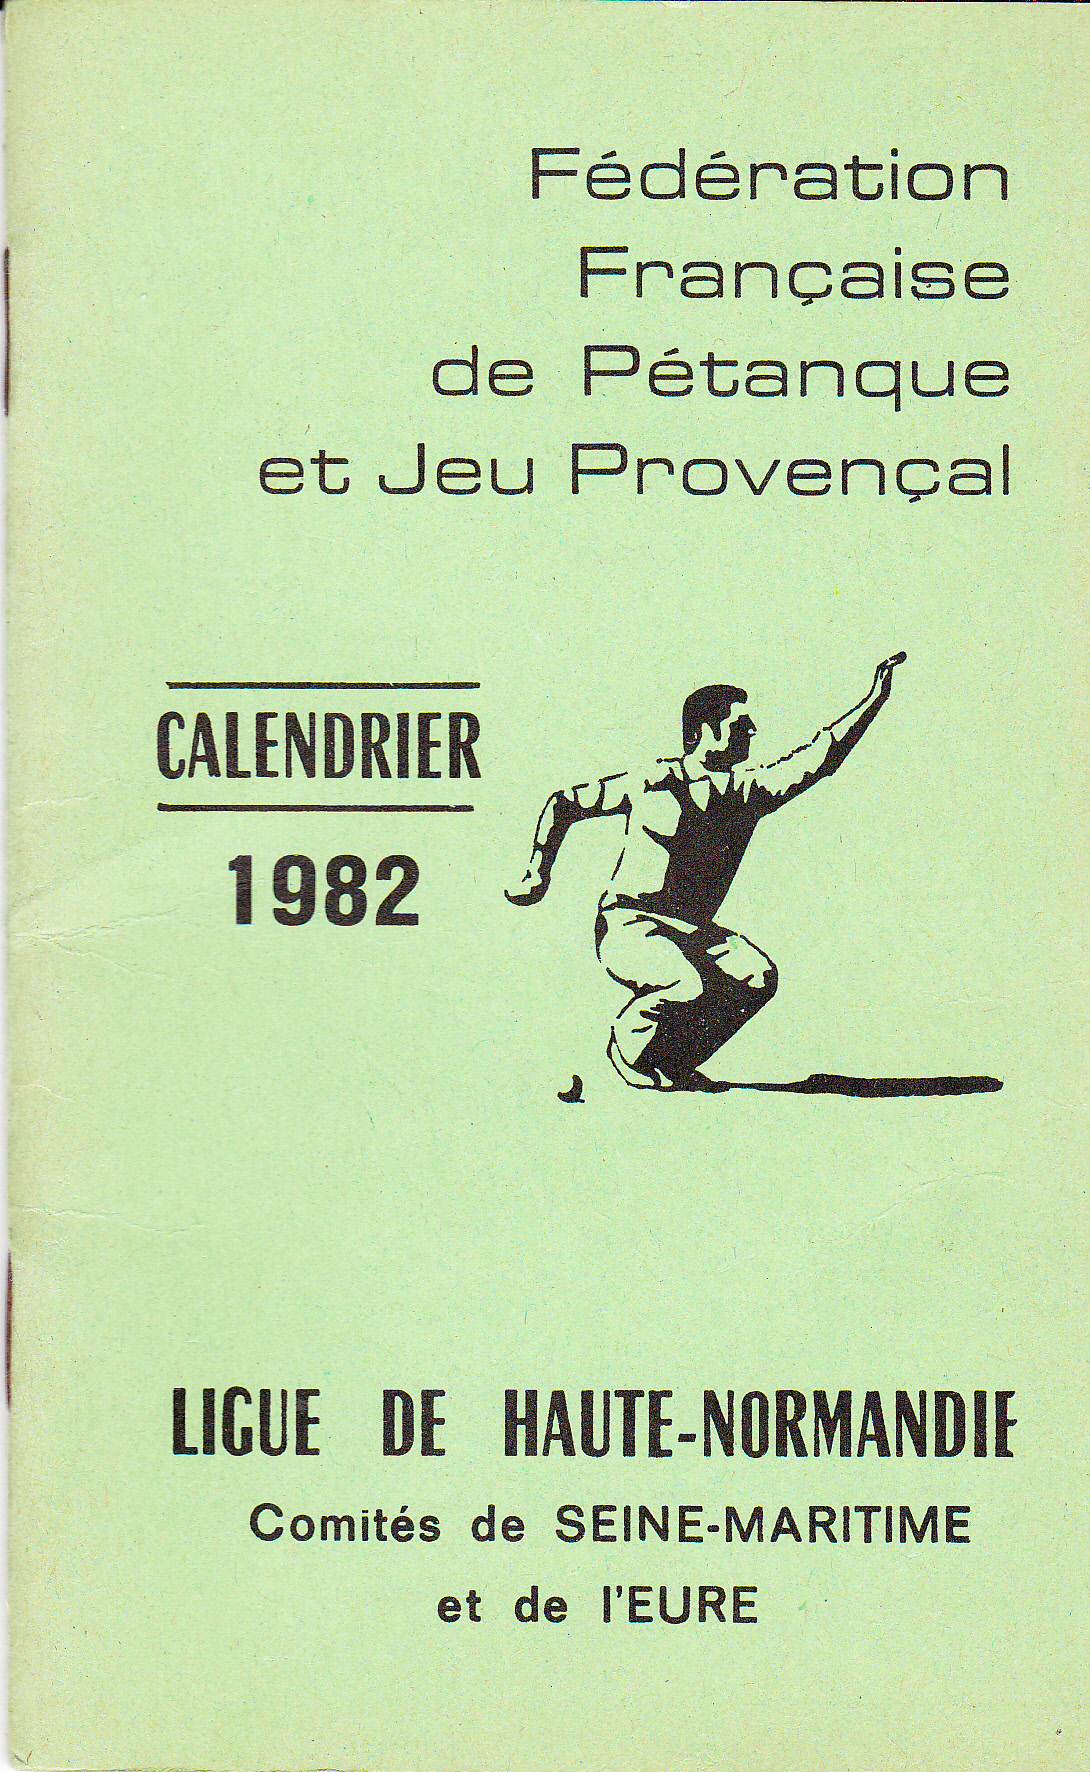 Fédération
Française
de Pétanque
et Jeu Provençal
CALENDRIER
1982
LIGUE DE HAUTE-NORMANDIE
Comités de SEINE-MARITIME
et de l'EURE